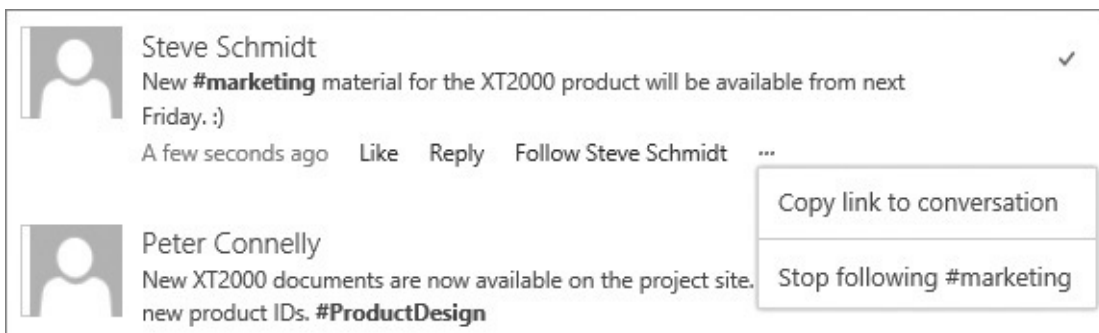 Steve Schmidt
New #marketing material for the XT2000 product will be available from next
Friday. :)
A few seconds ago Like Reply Follow Steve Schmidt ...
Copy link to conversation
Stop following #marketing
Peter Connelly
New XT2000 documents are now available on the project site.
new product IDs. #ProductDesign